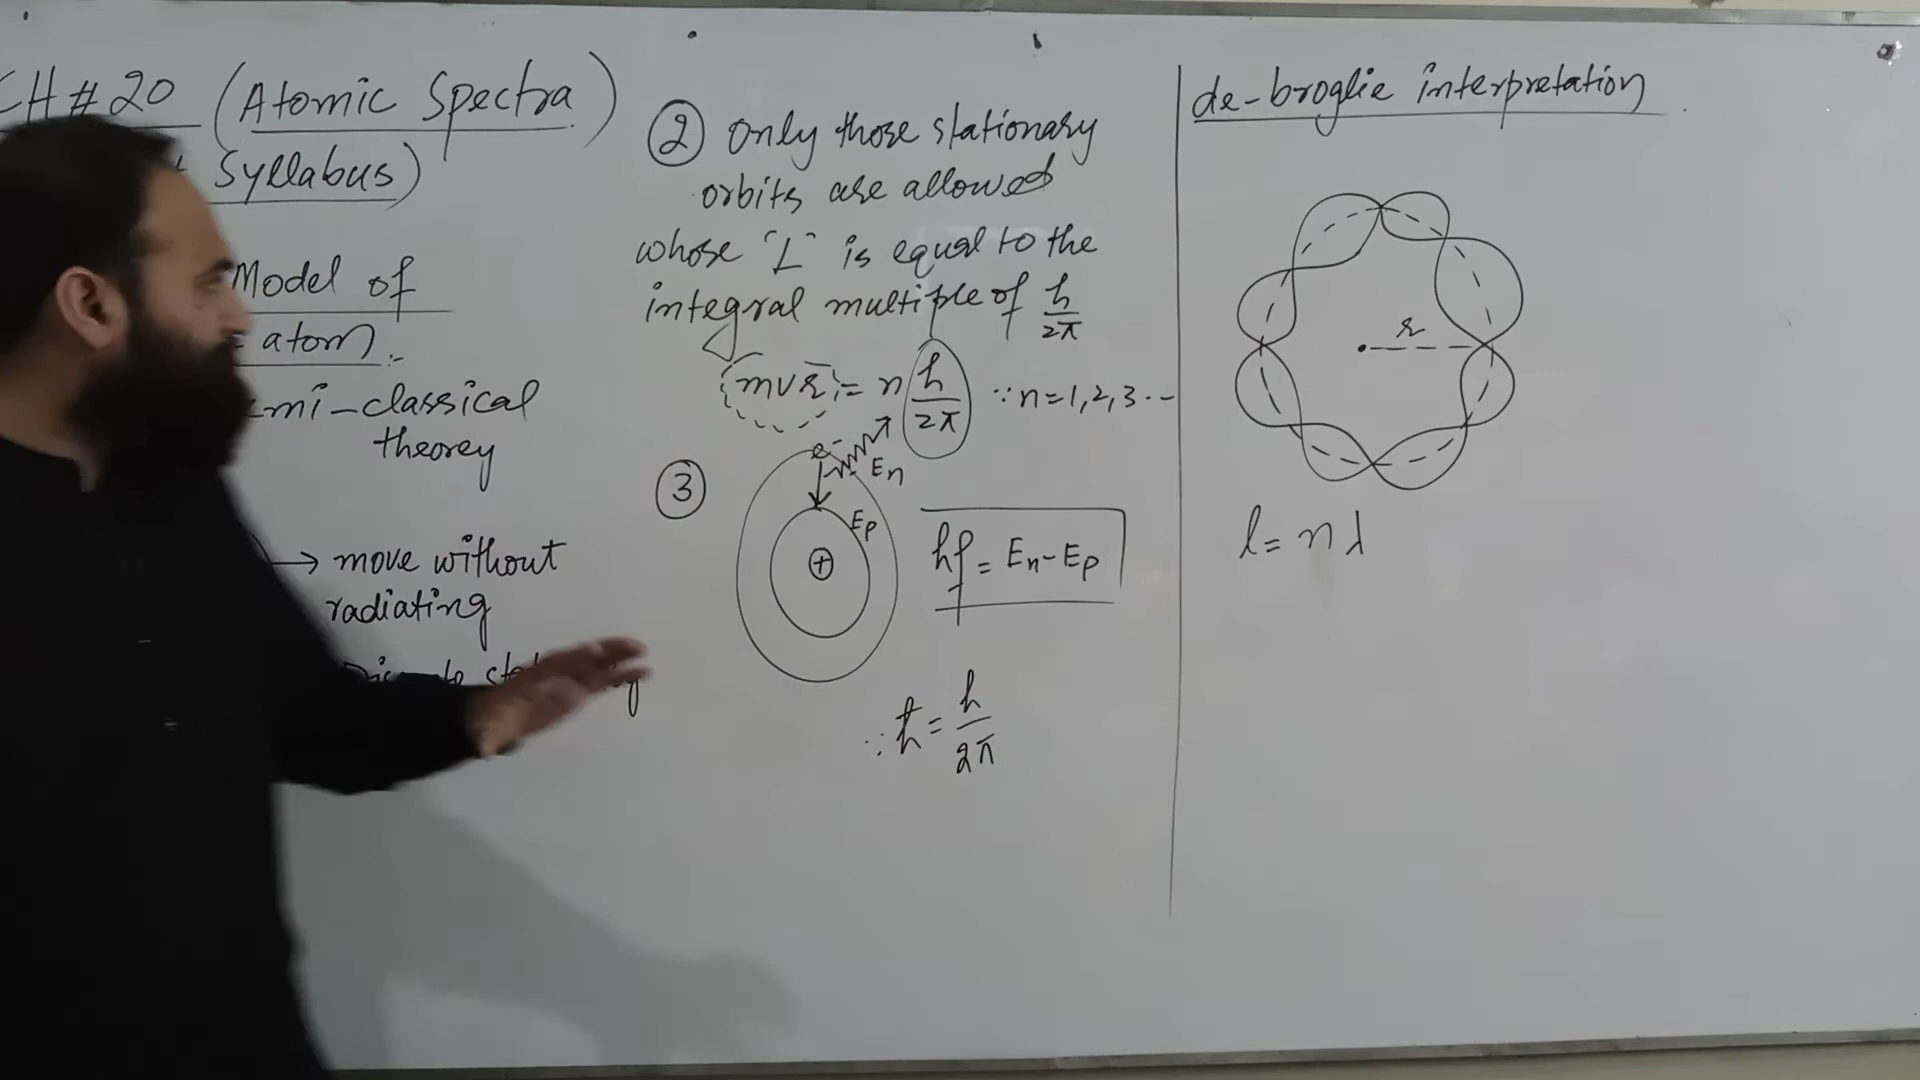 CH # 20 (Atomic Spectra)
Syllabus)
Model of
atom :-
mi-classical
theorey
→ move without
radiating
② Only those stationary
orbits are allowed
whose "L" is equal to the
integral multiple of h/2π
mvr = n h/2π ∵ n=1,2,3---
③
e⁻
En
Ep
+
hf = En - Ep
∵ ħ = h/2π
de-broglie interpretation
r
l = nλ